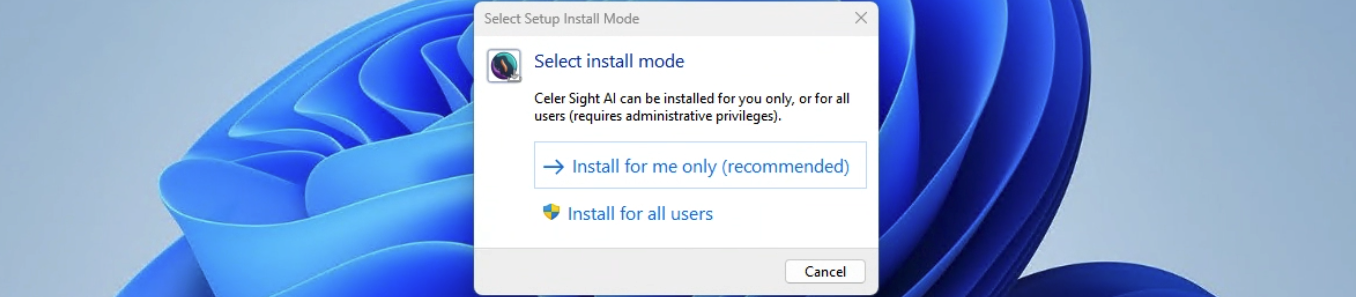 Select Setup Install Mode
Select install mode
Celer Sight AI can be installed for you only, or for all
users (requires administrative privileges).
Install for me only (recommended)
Install for all users
Cancel